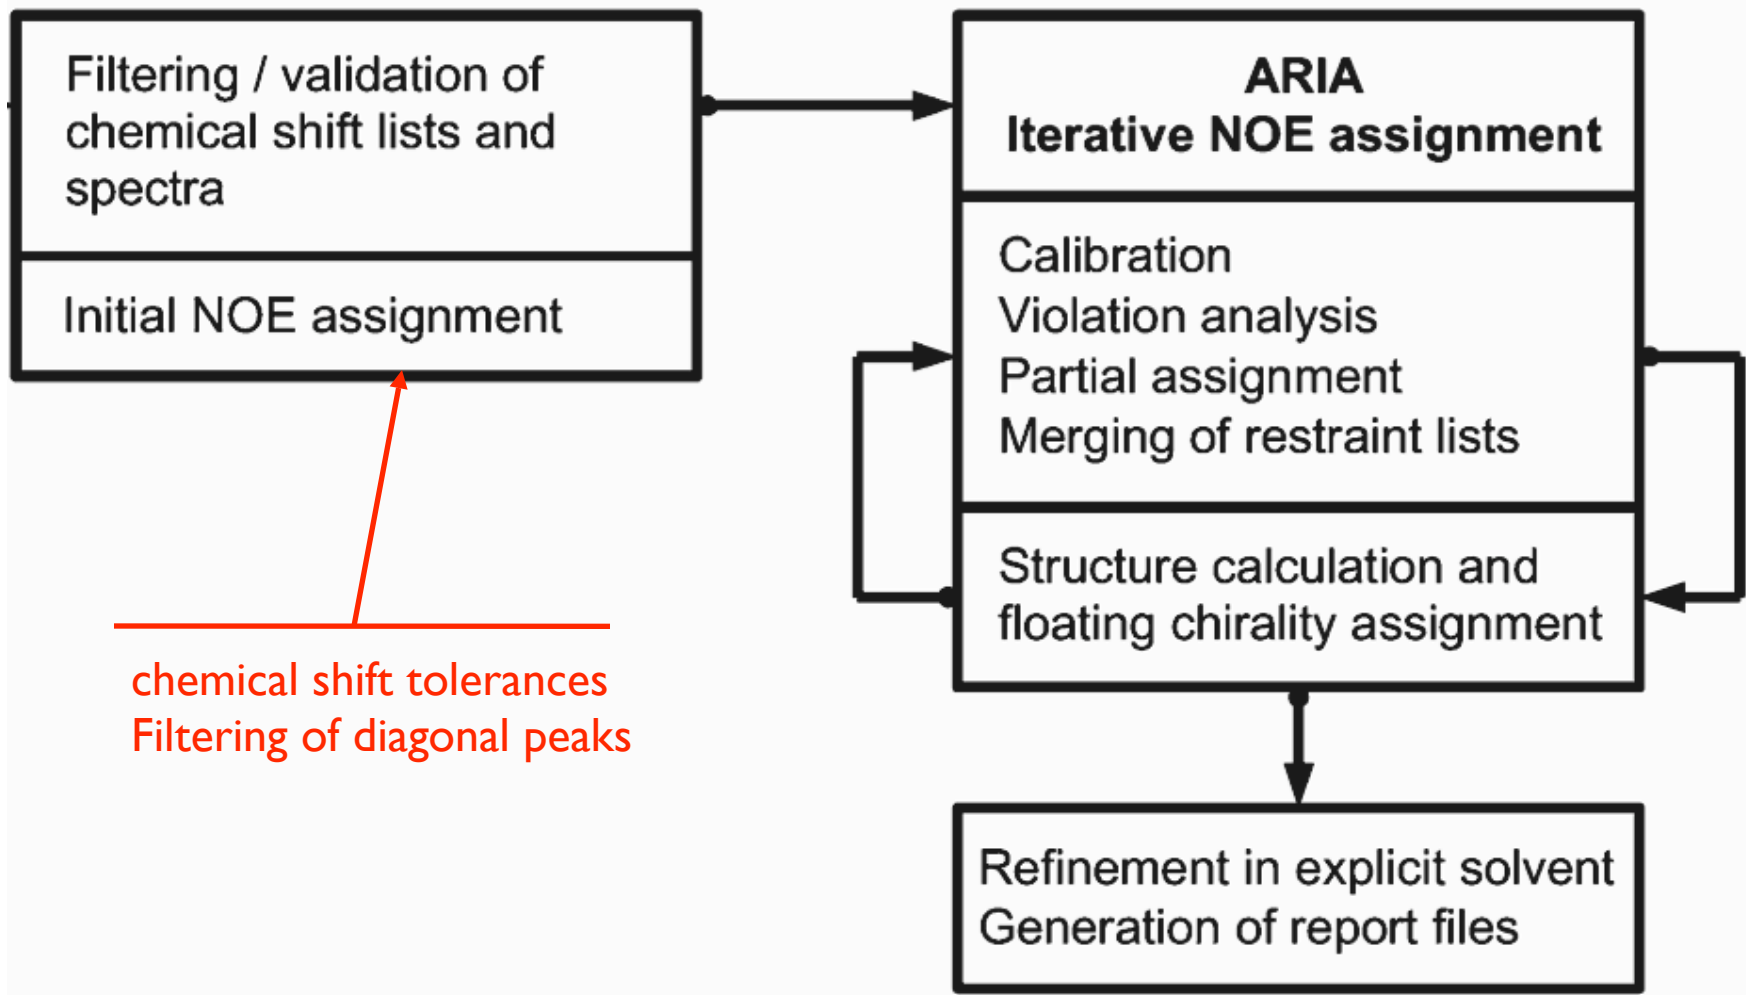 Filtering / validation of
chemical shift lists and
spectra
Initial NOE assignment
chemical shift tolerances
Filtering of diagonal peaks
ARIA
Iterative NOE assignment
Calibration
Violation analysis
Partial assignment
Merging of restraint lists
Structure calculation and
floating chirality assignment
Refinement in explicit solvent
Generation of report files